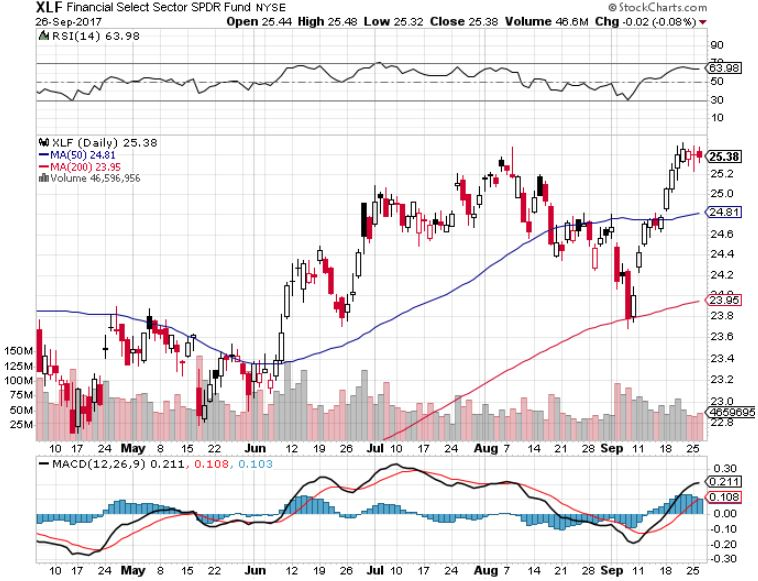 XLF Financial Select Sector SPDR Fund NYSE © StockCharts.com
26-Sep-2017 Open 25.44 High 25.48 Low 25.32 Close 25.38 Volume 46.6M Chg -0.02 (-0.08%)
RSI(14) 63.98
90
70
63.98
50
30
10
XLF (Daily) 25.38
MA(50) 24.81
MA(200) 23.95
Volume 46,596,956
25.38
25.2
25.0
24.81
24.6
24.4
24.2
23.95
23.8
23.6
150M 23.4
125M
100M 23.2
75M
50M 23.0
4659695
25M 22.8
10 17 24 May 8 15 22 Jun 12 19 26 Jul 10 17 24 Aug 7 14 21 28 Sep 11 18 25
MACD(12,26,9) 0.211, 0.108, 0.103
0.30
0.211
0.108
0.00
-0.10
-0.20
-0.30
10 17 24 May 8 15 22 Jun 12 19 26 Jul 10 17 24 Aug 7 14 21 28 Sep 11 18 25